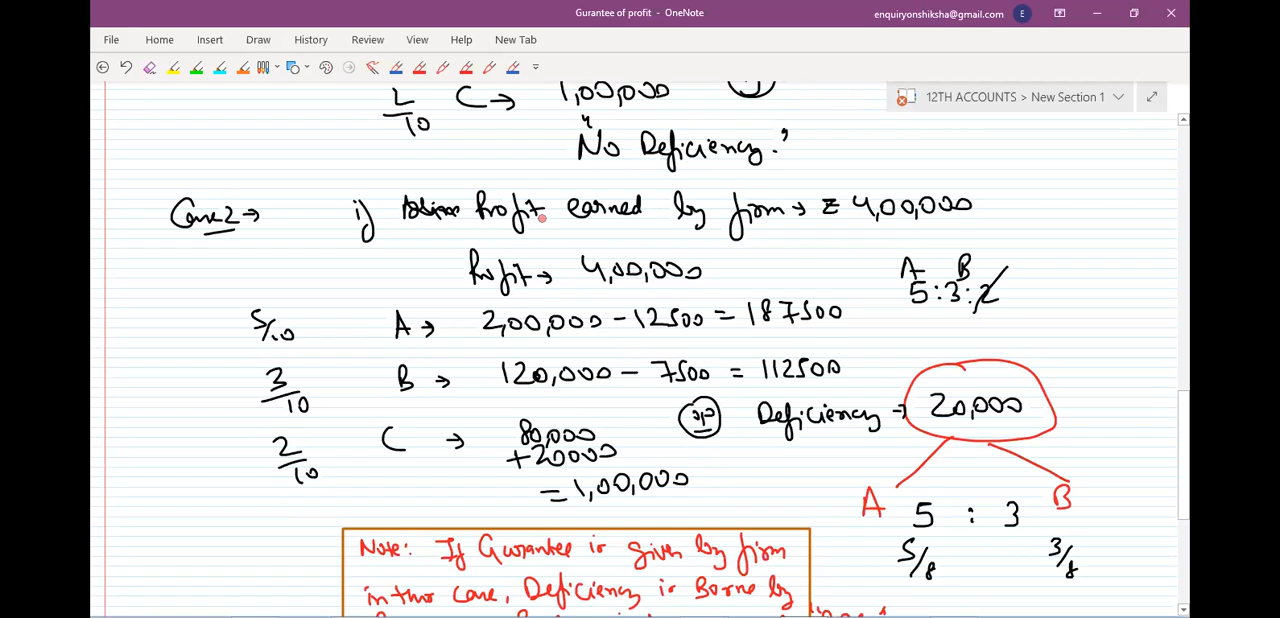 Gurantee of profit - OneNote
enquiryonshiksha@gmail.com E
File Home Insert Draw History Review View Help New Tab
12TH ACCOUNTS > New Section 1
2/10 C → 1,00,000
"No Deficiency."
Case 2 → i) Profit earned by firm → ₹ 4,00,000
Profit → 4,00,000
A B
5:3:2
5/10 A → 2,00,000 - 12500 = 187500
3/10 B → 120,000 - 7500 = 112500
Deficiency → 20,000
2/10 C → 80,000
+20000
= 1,00,000
A 5 : 3 B
5/8 3/8
Note: If Gurantee is given by firm
in this case, Deficiency is Borne by